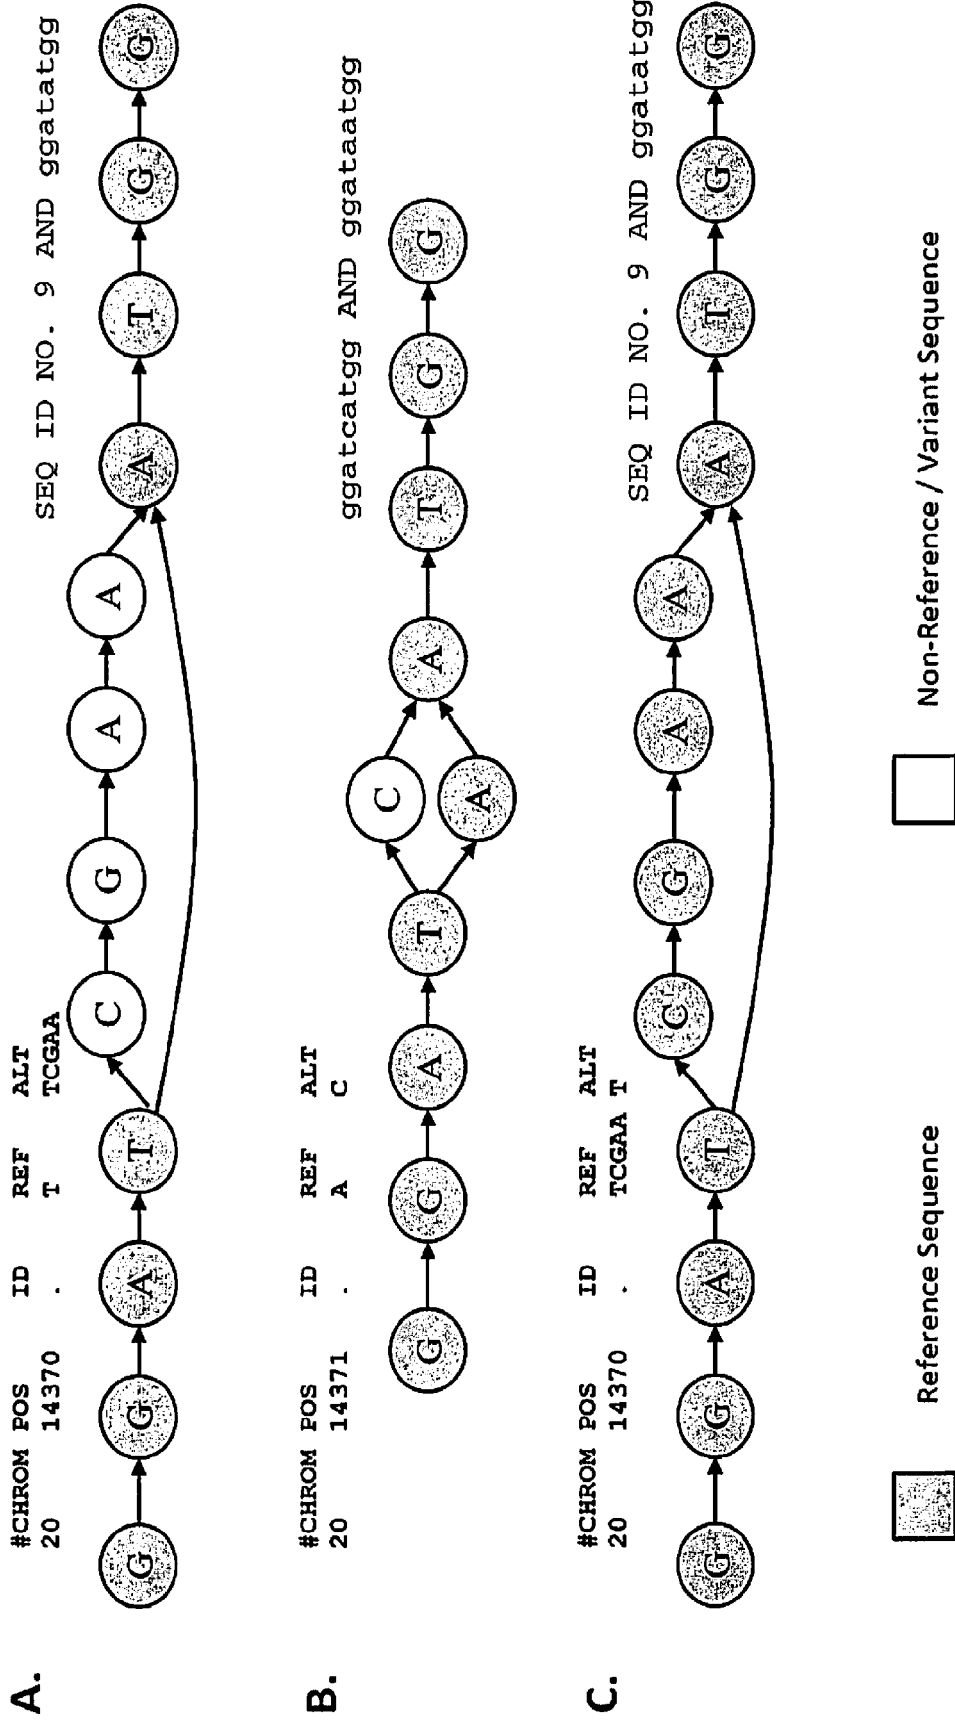 A.
#CHROM POS ID REF ALT
20 14370 . T TCGAA
SEQ ID NO. 9 AND ggatatgg
G G A T C G A A A T G G
B.
#CHROM POS ID REF ALT
20 14371 . A C
ggatcatgg AND ggataatgg
G G A T C A A T G G
C.
#CHROM POS ID REF ALT
20 14370 . TCGAA T
SEQ ID NO. 9 AND ggatatgg
G G A T C G A A A T G G
Reference Sequence
Non-Reference / Variant Sequence